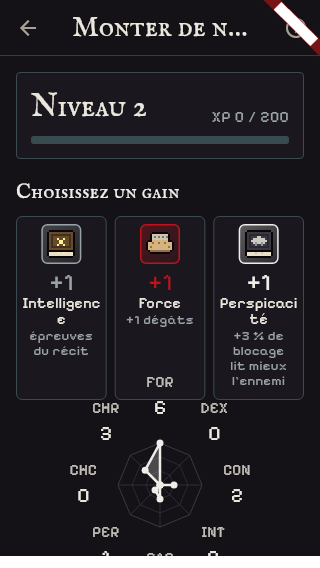 Monter de n...
Niveau 2
XP 0 / 200
Choisissez un gain
+1
Intelligenc
e
épreuves
du récit
+1
Force
+1 dégâts
+1
Perspicaci
té
+3 % de
blocage
lit mieux
l'ennemi
FOR
6
CHR
3
DEX
0
CHC
0
CON
2
PER
INT